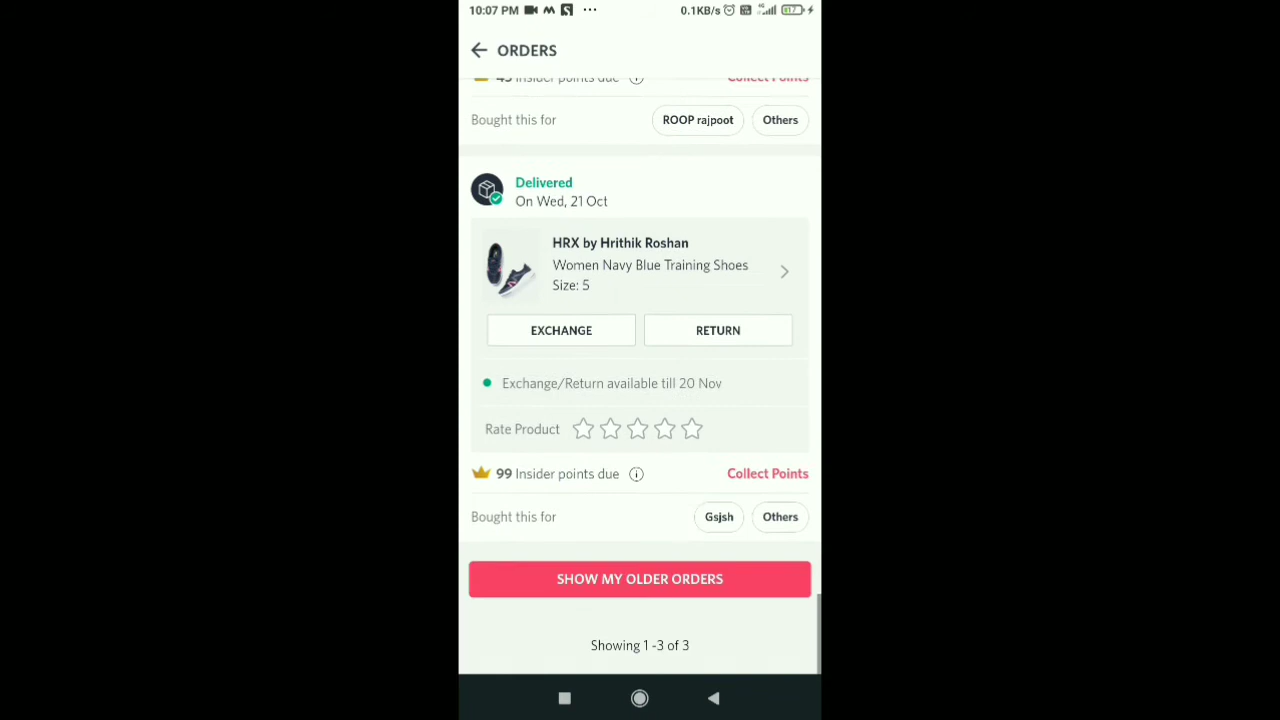 10:07 PM ... 0.1KB/s 4G 17
ORDERS
45 Insider points due Collect Points
Bought this for ROOP rajpoot Others
Delivered
On Wed, 21 Oct
HRX by Hrithik Roshan
Women Navy Blue Training Shoes
Size: 5
EXCHANGE RETURN
Exchange/Return available till 20 Nov
Rate Product
99 Insider points due Collect Points
Bought this for Gsjsh Others
SHOW MY OLDER ORDERS
Showing 1-3 of 3